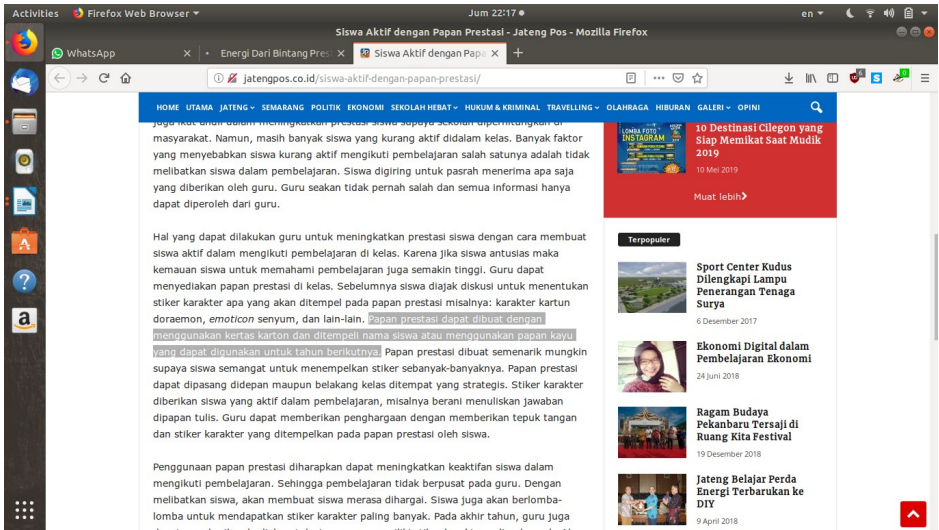 Activities
Firefox Web Browser
Jum 22:17
en
Siswa Aktif dengan Papan Prestasi - Jateng Pos - Mozilla Firefox
WhatsApp
Energi Dari Bintang Pres
Siswa Aktif dengan Papa
jatengpos.co.id/siswa-aktif-dengan-papan-prestasi/
HOME UTAMA JATENG SEMARANG POLITIK EKONOMI SEKOLAH HEBAT HUKUM & KRIMINAL TRAVELLING OLAHRAGA HIBURAN GALERI OPINI
juga ikut andil dalam meningkatkan prestasi siswa supaya sekolah diperhitungkan di
masyarakat. Namun, masih banyak siswa yang kurang aktif didalam kelas. Banyak faktor
yang menyebabkan siswa kurang aktif mengikuti pembelajaran salah satunya adalah tidak
melibatkan siswa dalam pembelajaran. Siswa digiring untuk pasrah menerima apa saja
yang diberikan oleh guru. Guru seakan tidak pernah salah dan semua informasi hanya
dapat diperoleh dari guru.
Hal yang dapat dilakukan guru untuk meningkatkan prestasi siswa dengan cara membuat
siswa aktif dalam mengikuti pembelajaran di kelas. Karena jika siswa antusias maka
kemauan siswa untuk memahami pembelajaran juga semakin tinggi. Guru dapat
menyediakan papan prestasi di kelas. Sebelumnya siswa diajak diskusi untuk menentukan
stiker karakter apa yang akan ditempel pada papan prestasi misalnya: karakter kartun
doraemon, emoticon senyum, dan lain-lain. Papan prestasi dapat dibuat dengan
menggunakan kertas karton dan ditempeli nama siswa atau menggunakan papan kayu
yang dapat digunakan untuk tahun berikutnya. Papan prestasi dibuat semenarik mungkin
supaya siswa semangat untuk menempelkan stiker sebanyak-banyaknya. Papan prestasi
dapat dipasang didepan maupun belakang kelas ditempat yang strategis. Stiker karakter
diberikan siswa yang aktif dalam pembelajaran, misalnya berani menuliskan jawaban
dipapan tulis. Guru dapat memberikan penghargaan dengan memberikan tepuk tangan
dan stiker karakter yang ditempelkan pada papan prestasi oleh siswa.
Penggunaan papan prestasi diharapkan dapat meningkatkan keaktifan siswa dalam
mengikuti pembelajaran. Sehingga pembelajaran tidak berpusat pada guru. Dengan
melibatkan siswa, akan membuat siswa merasa dihargai. Siswa juga akan berlomba-
lomba untuk mendapatkan stiker karakter paling banyak. Pada akhir tahun, guru juga
LOMBA FOTO
INSTAGRAM
10 Destinasi Cilegon yang
Siap Memikat Saat Mudik
2019
10 Mei 2019
Muat lebih
Terpopuler
Sport Center Kudus
Dilengkapi Lampu
Penerangan Tenaga
Surya
6 Desember 2017
Ekonomi Digital dalam
Pembelajaran Ekonomi
24 Juni 2018
Ragam Budaya
Pekanbaru Tersaji di
Ruang Kita Festival
19 Desember 2018
Jateng Belajar Perda
Energi Terbarukan ke
DIY
9 April 2018